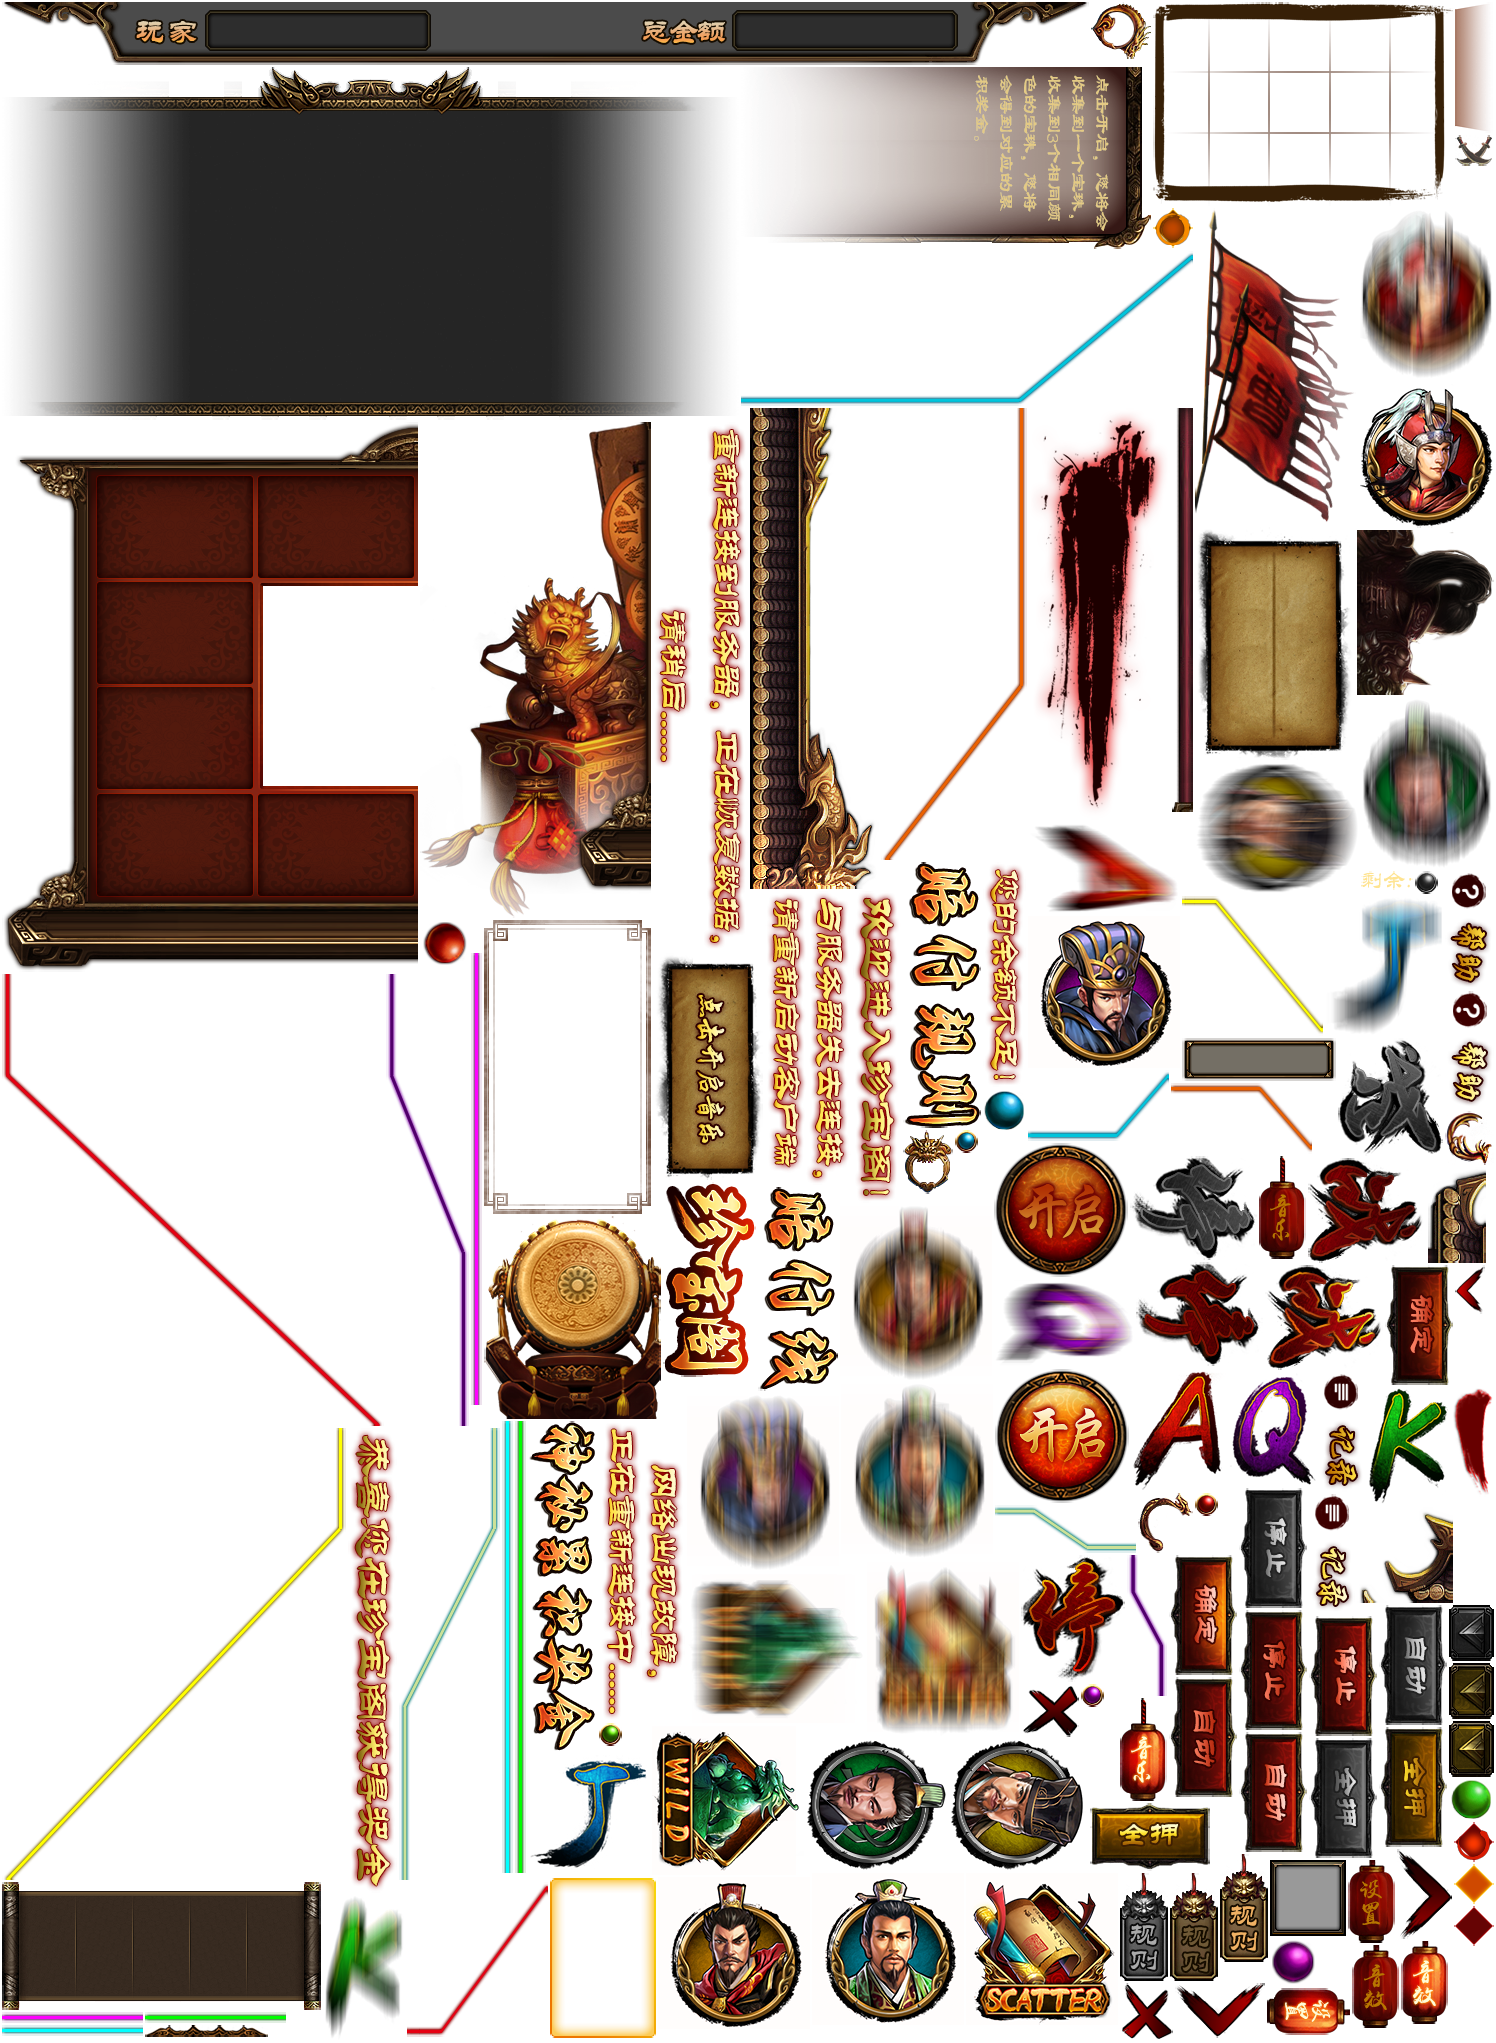 玩家
总金额
点击开启，您将会
收集到一个宝珠，
收集到3个相同颜
色的宝珠，您将
会得到对应的累
积奖金。
重新连接到服务器，正在恢复数据，
请稍后......
剩余:
帮助
帮助
您的余额不足！
赔付规则
欢迎进入珍宝阁！
与服务器失去连接，
请重新启动客户端
点击开启音乐
珍宝阁
赔付线
开启
开启
音乐
确定
A
Q
K
Q
记录
记录
恭喜您在珍宝阁获得奖金
神秘累积奖金
网络出现故障，
正在重新连接中......
停
停止
确定
停止
停止
自动
自动
自动
全押
全押
全押
音乐
J
WILD
SCATTER
规则
规则
规则
设置
设置
音效
音效
K